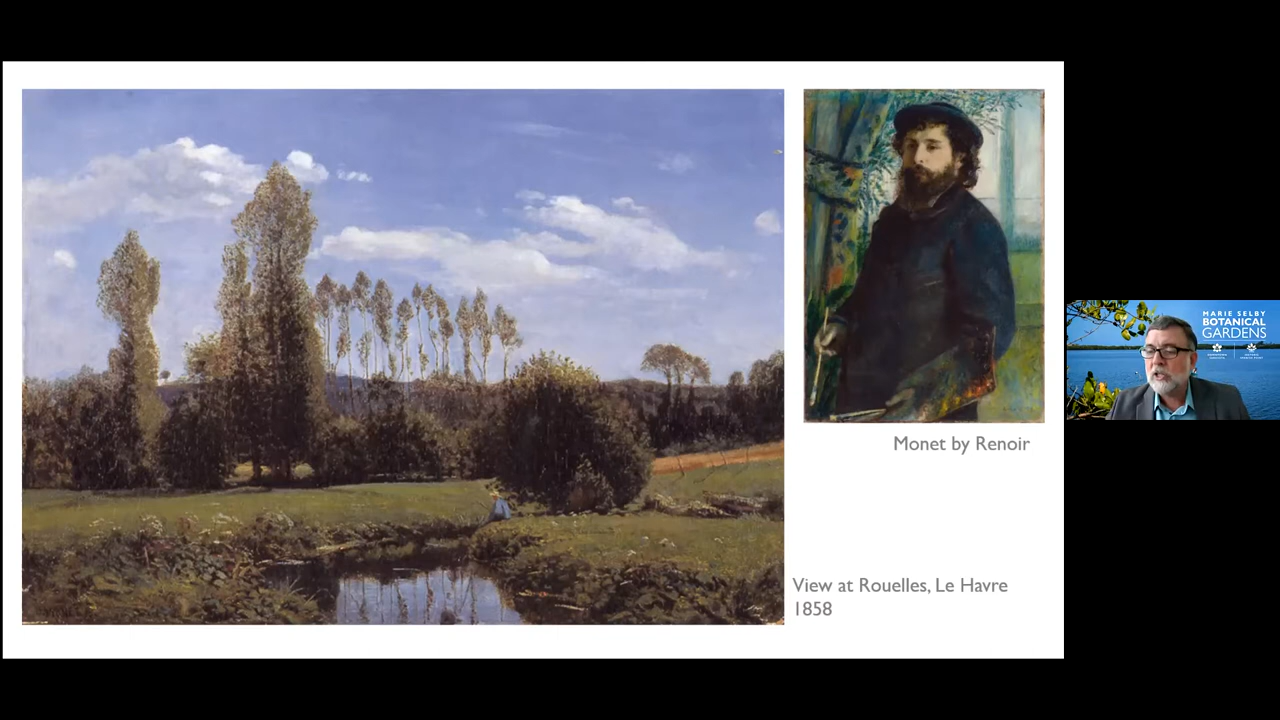 Monet by Renoir
View at Rouelles, Le Havre
1858
MARIE SELBY
BOTANICAL
GARDENS